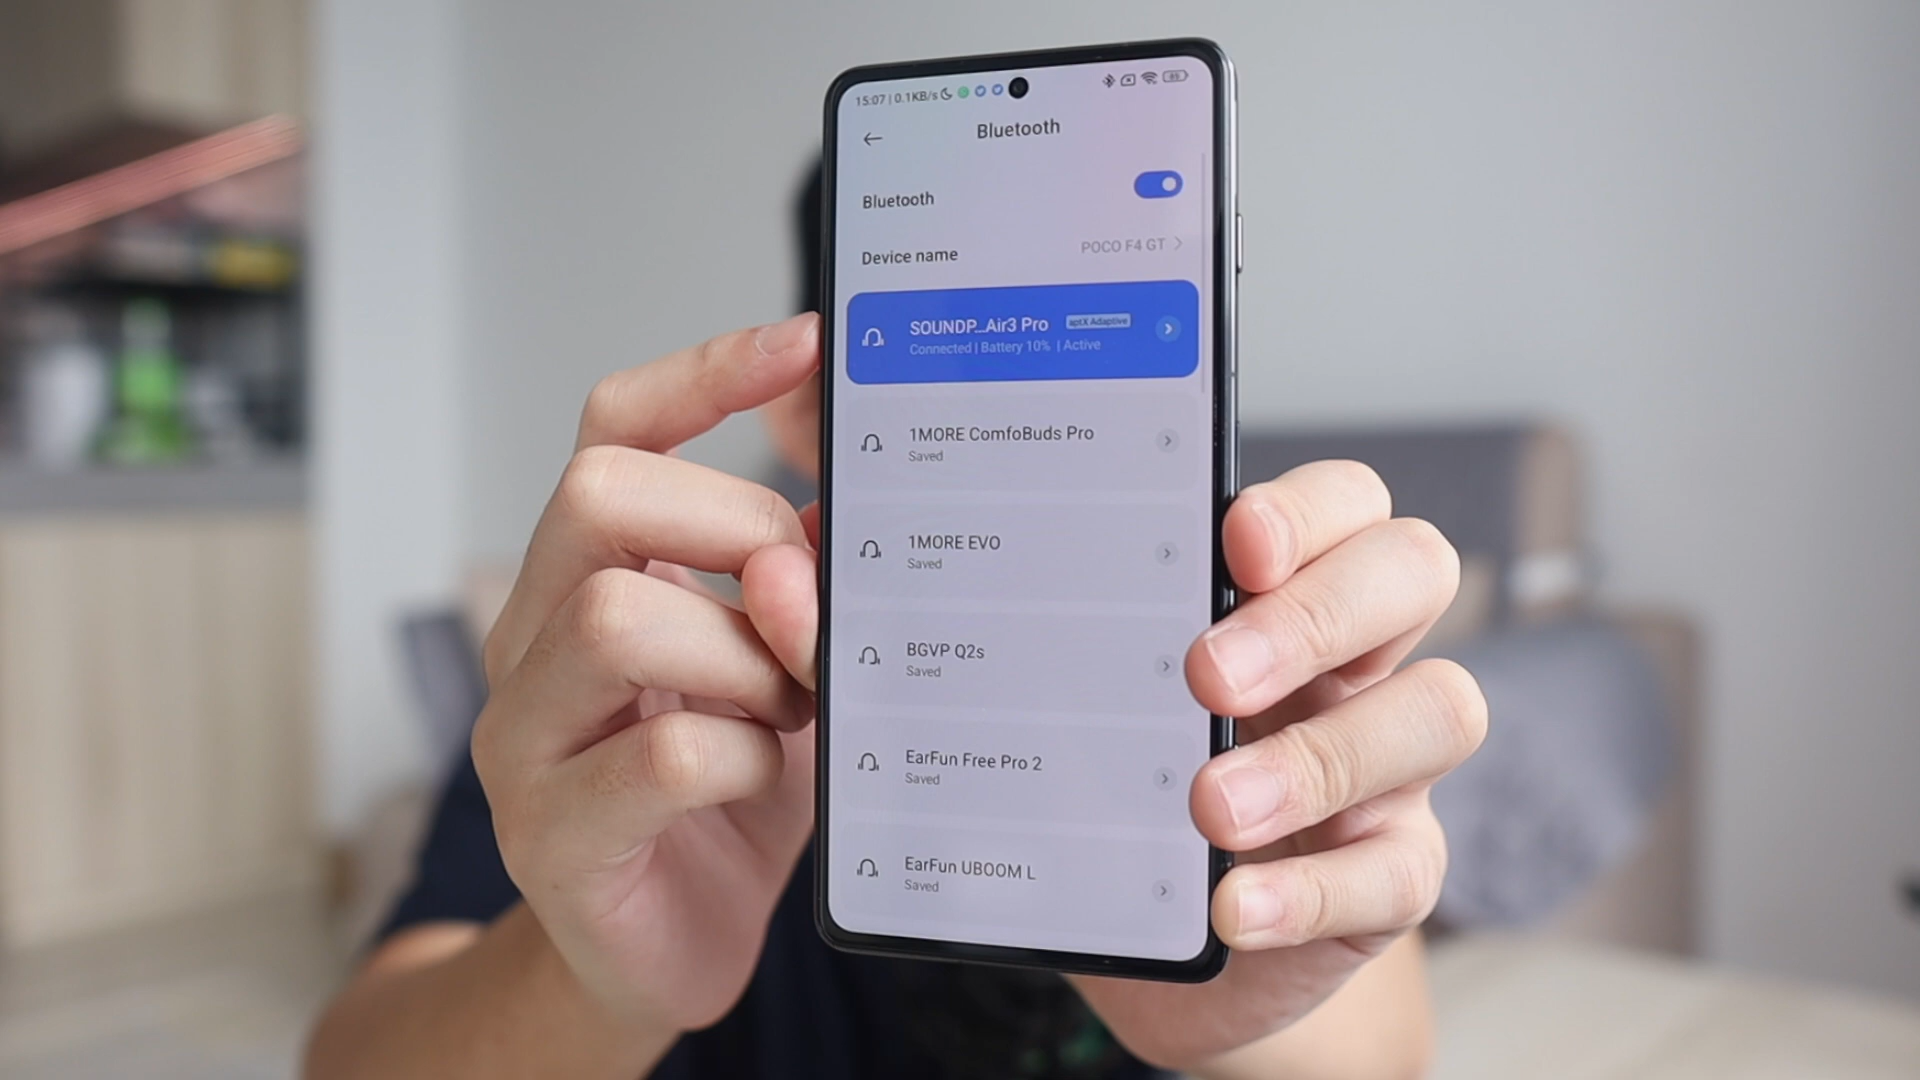 15:07 | 0.1KB/s
Bluetooth
Bluetooth
Device name
POCO F4 GT
SOUNDP...Air3 Pro aptX Adaptive
Connected | Battery 10% | Active
1MORE ComfoBuds Pro
Saved
1MORE EVO
Saved
BGVP Q2s
Saved
EarFun Free Pro 2
Saved
EarFun UBOOM L
Saved